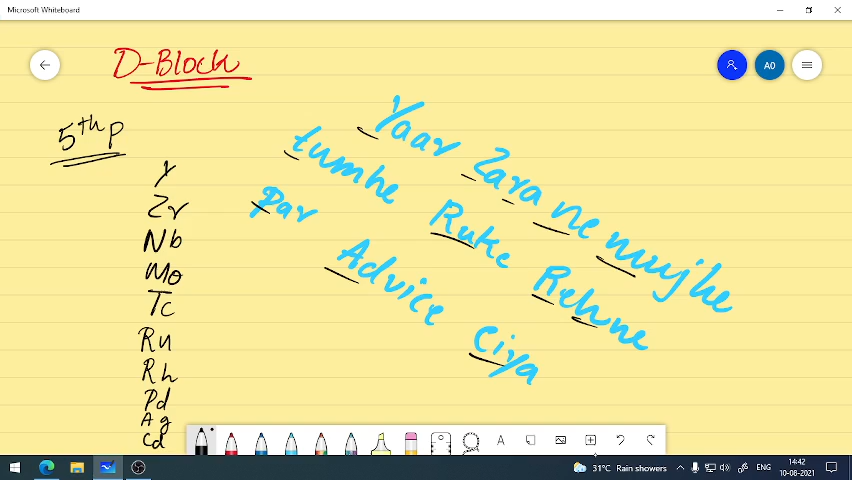 Microsoft Whiteboard
D-Block
A0
5th P
Y
Zr
Nb
Mo
Tc
Ru
Rh
Pd
Ag
Cd
Yaar Zara ne mujhe
tumhe Ruke Rehne
Par Advice Ciya
A
31°C Rain showers
ENG
14:42
10-08-2021